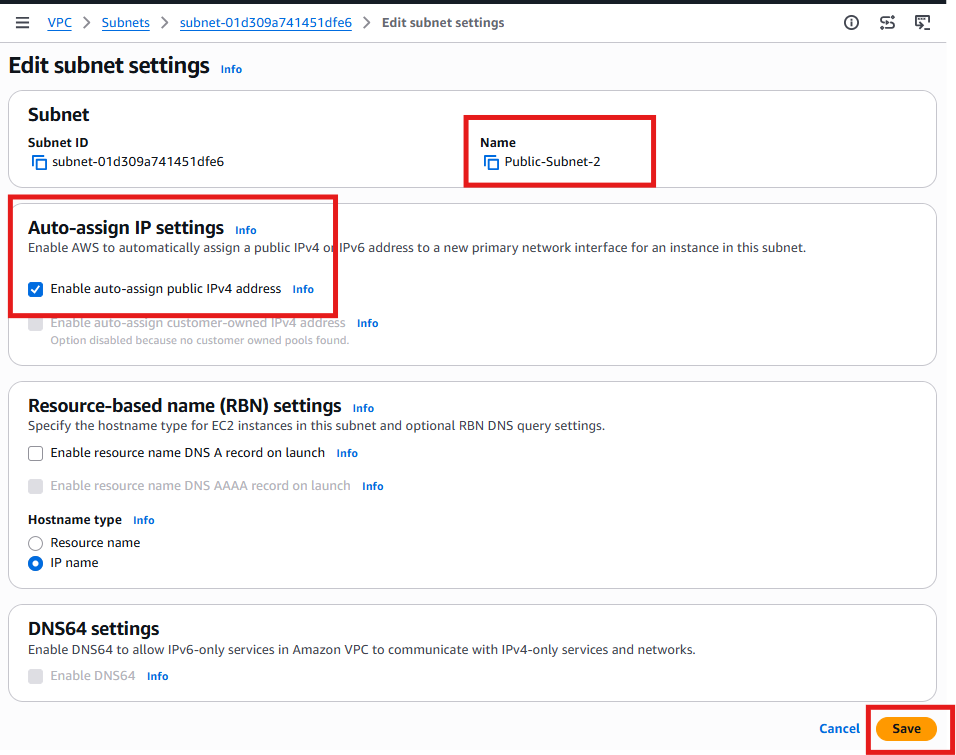 VPC > Subnets > subnet-01d309a741451dfe6 > Edit subnet settings
Edit subnet settings Info
Subnet
Subnet ID
subnet-01d309a741451dfe6
Name
Public-Subnet-2
Auto-assign IP settings Info
Enable AWS to automatically assign a public IPv4 or IPv6 address to a new primary network interface for an instance in this subnet.
Enable auto-assign public IPv4 address Info
Enable auto-assign customer-owned IPv4 address Info
Option disabled because no customer owned pools found.
Resource-based name (RBN) settings Info
Specify the hostname type for EC2 instances in this subnet and optional RBN DNS query settings.
Enable resource name DNS A record on launch Info
Enable resource name DNS AAAA record on launch Info
Hostname type Info
Resource name
IP name
DNS64 settings
Enable DNS64 to allow IPv6-only services in Amazon VPC to communicate with IPv4-only services and networks.
Enable DNS64 Info
Cancel Save